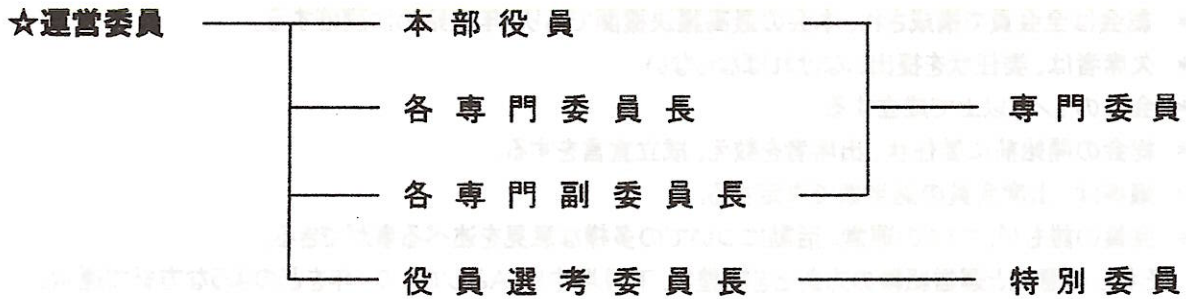 ☆運営委員 本部役員
各専門委員長 専門委員
各専門副委員長
役員選考委員長 特別委員